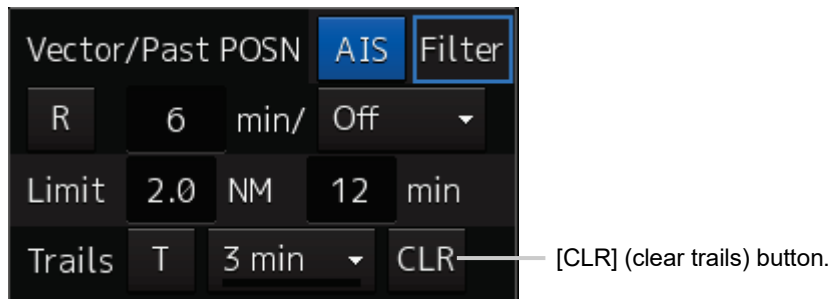 Vector/Past POSN AIS Filter
R 6 min/ Off
Limit 2.0 NM 12 min
Trails T 3 min CLR [CLR] (clear trails) button.